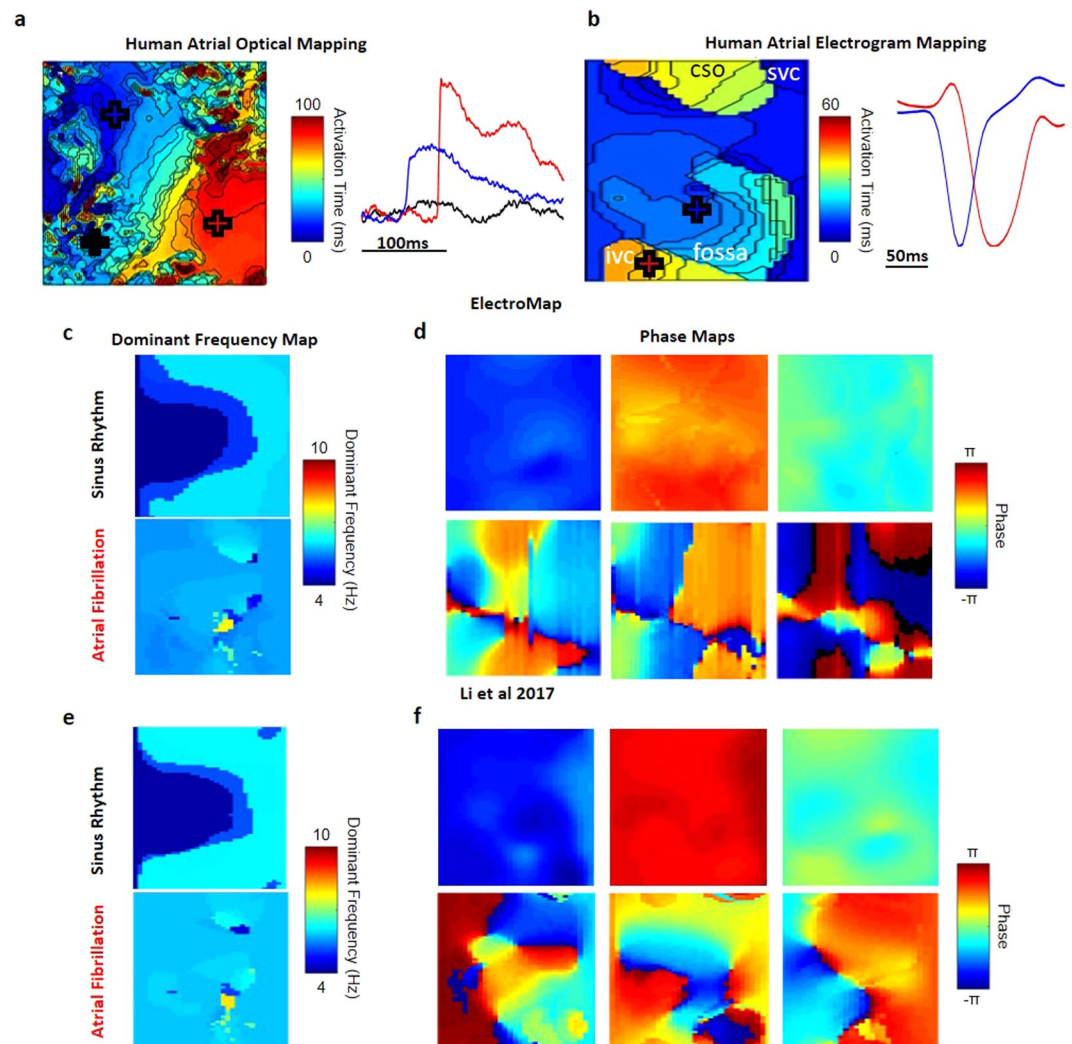 a
Human Atrial Optical Mapping
100
Activation Time (ms)
0
100ms
b
Human Atrial Electrogram Mapping
cso
svc
ivc
fossa
60
Activation Time (ms)
0
50ms
ElectroMap
c
Dominant Frequency Map
Sinus Rhythm
Atrial Fibrillation
10
Dominant Frequency (Hz)
4
d
Phase Maps
π
Phase
-π
Li et al 2017
e
Sinus Rhythm
Atrial Fibrillation
10
Dominant Frequency (Hz)
4
f
π
Phase
-π